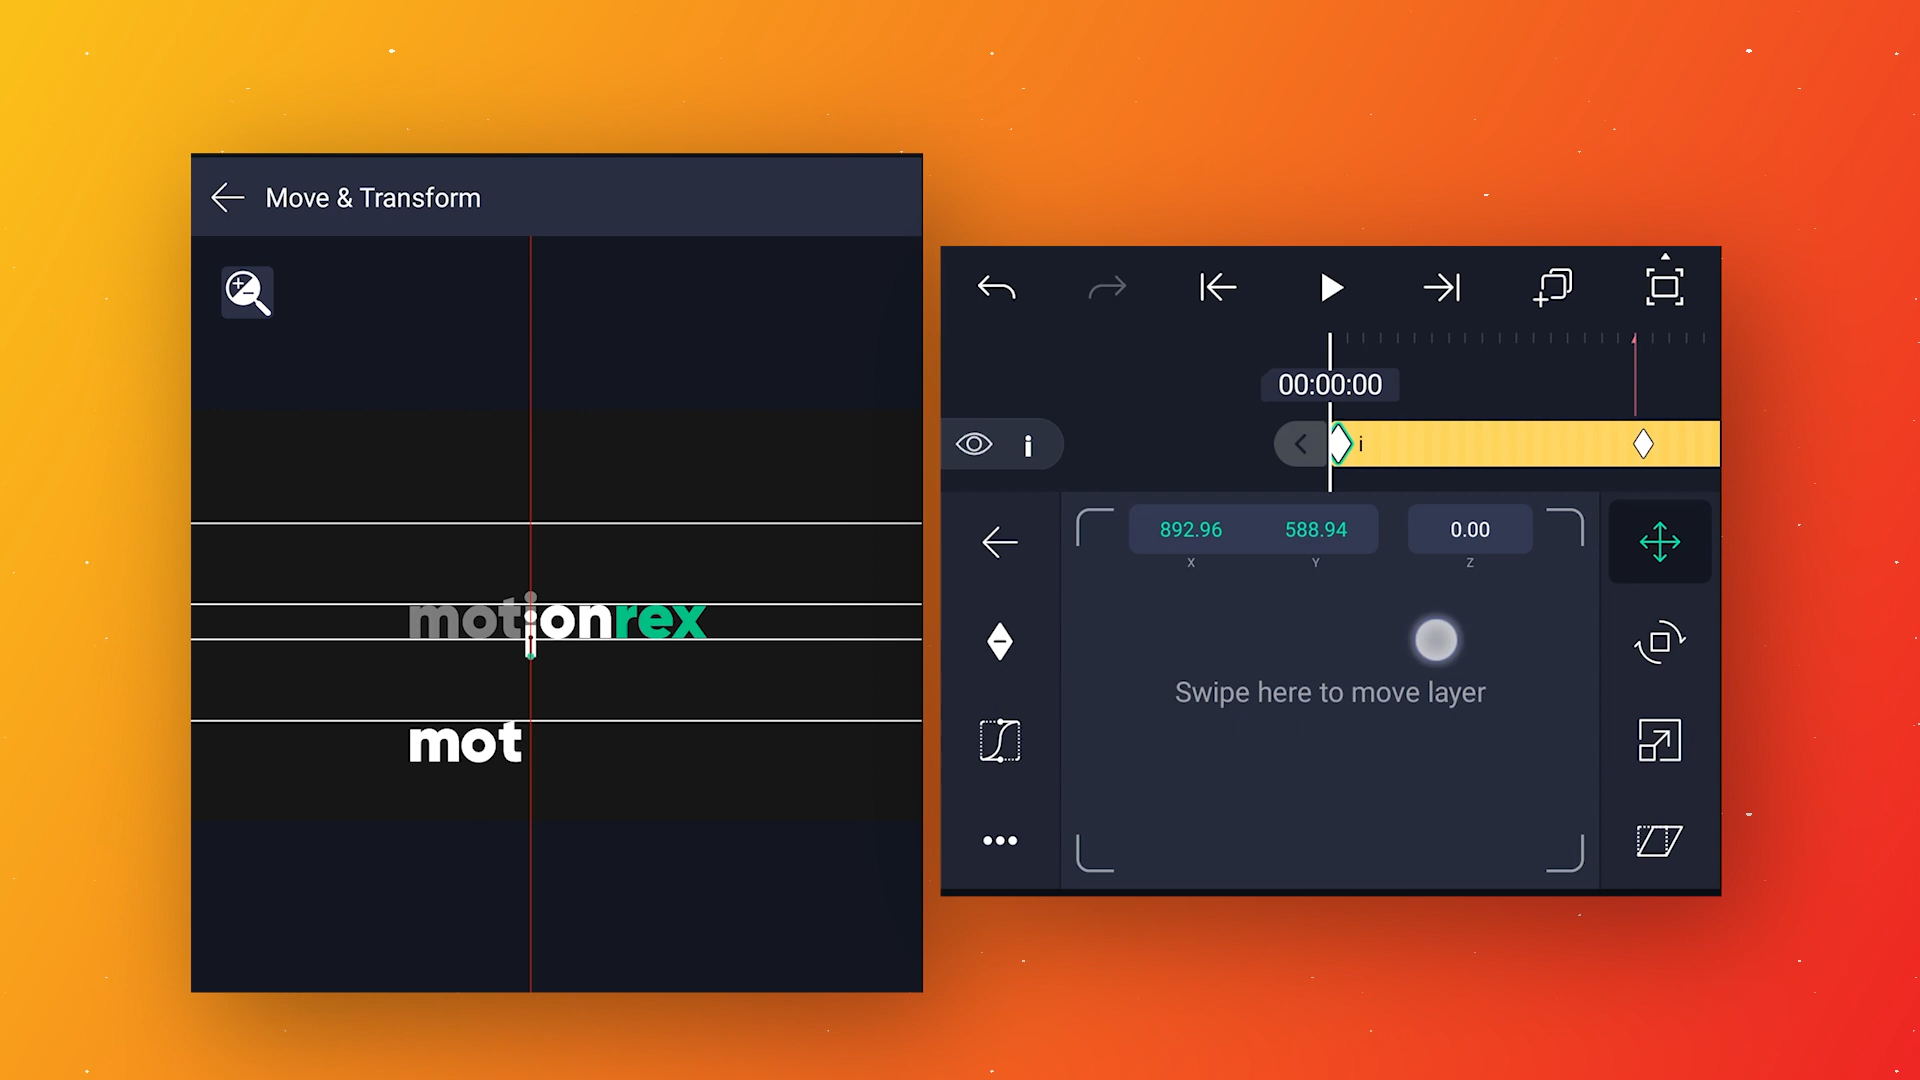 Move & Transform
motionrex
mot
00:00:00
i
i
892.96
588.94
0.00
X
Y
Z
Swipe here to move layer